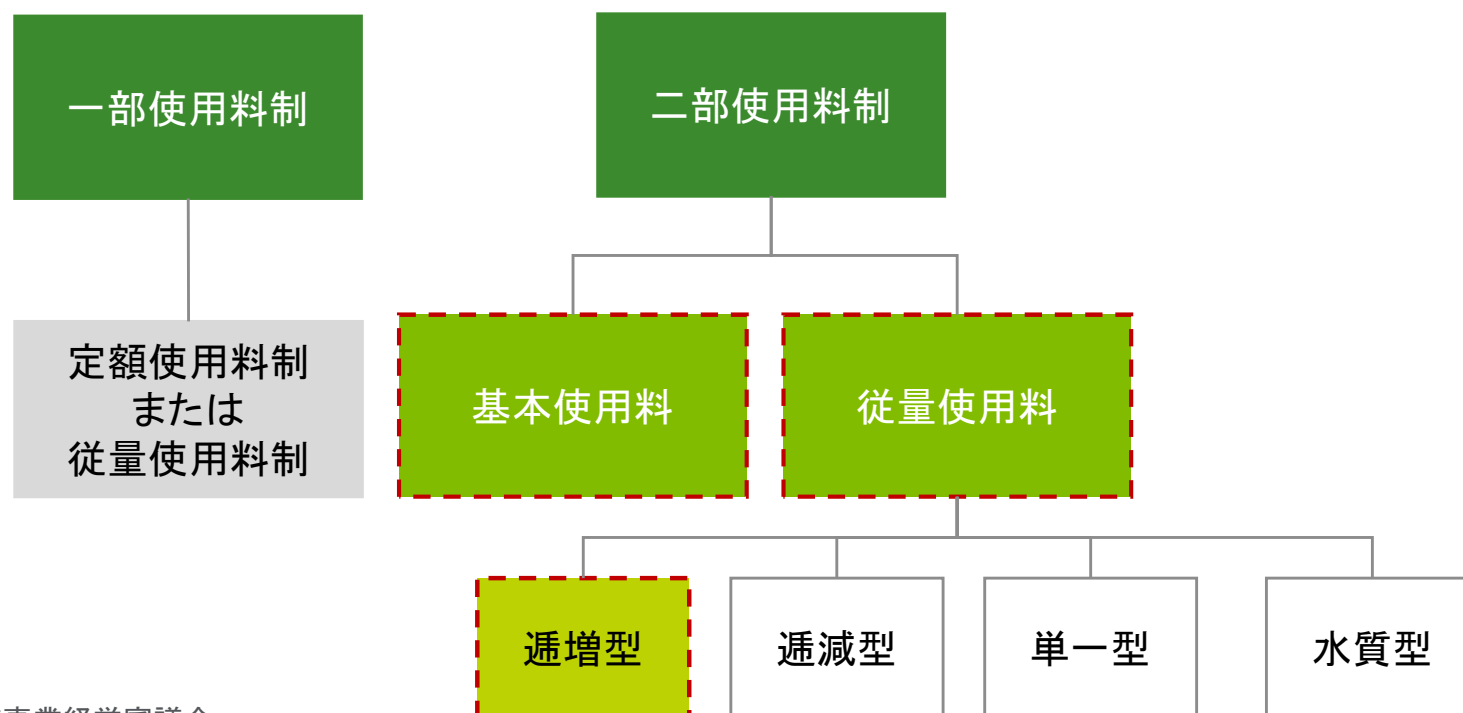 一部使用料制
二部使用料制
定額使用料制
または
従量使用料制
基本使用料
従量使用料
逓増型
逓減型
単一型
水質型